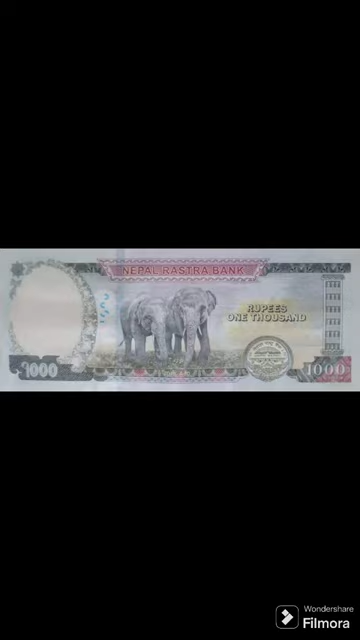 NEPAL RASTRA BANK
RUPEES
ONE THOUSAND
1000
1000
Wondershare
Filmora